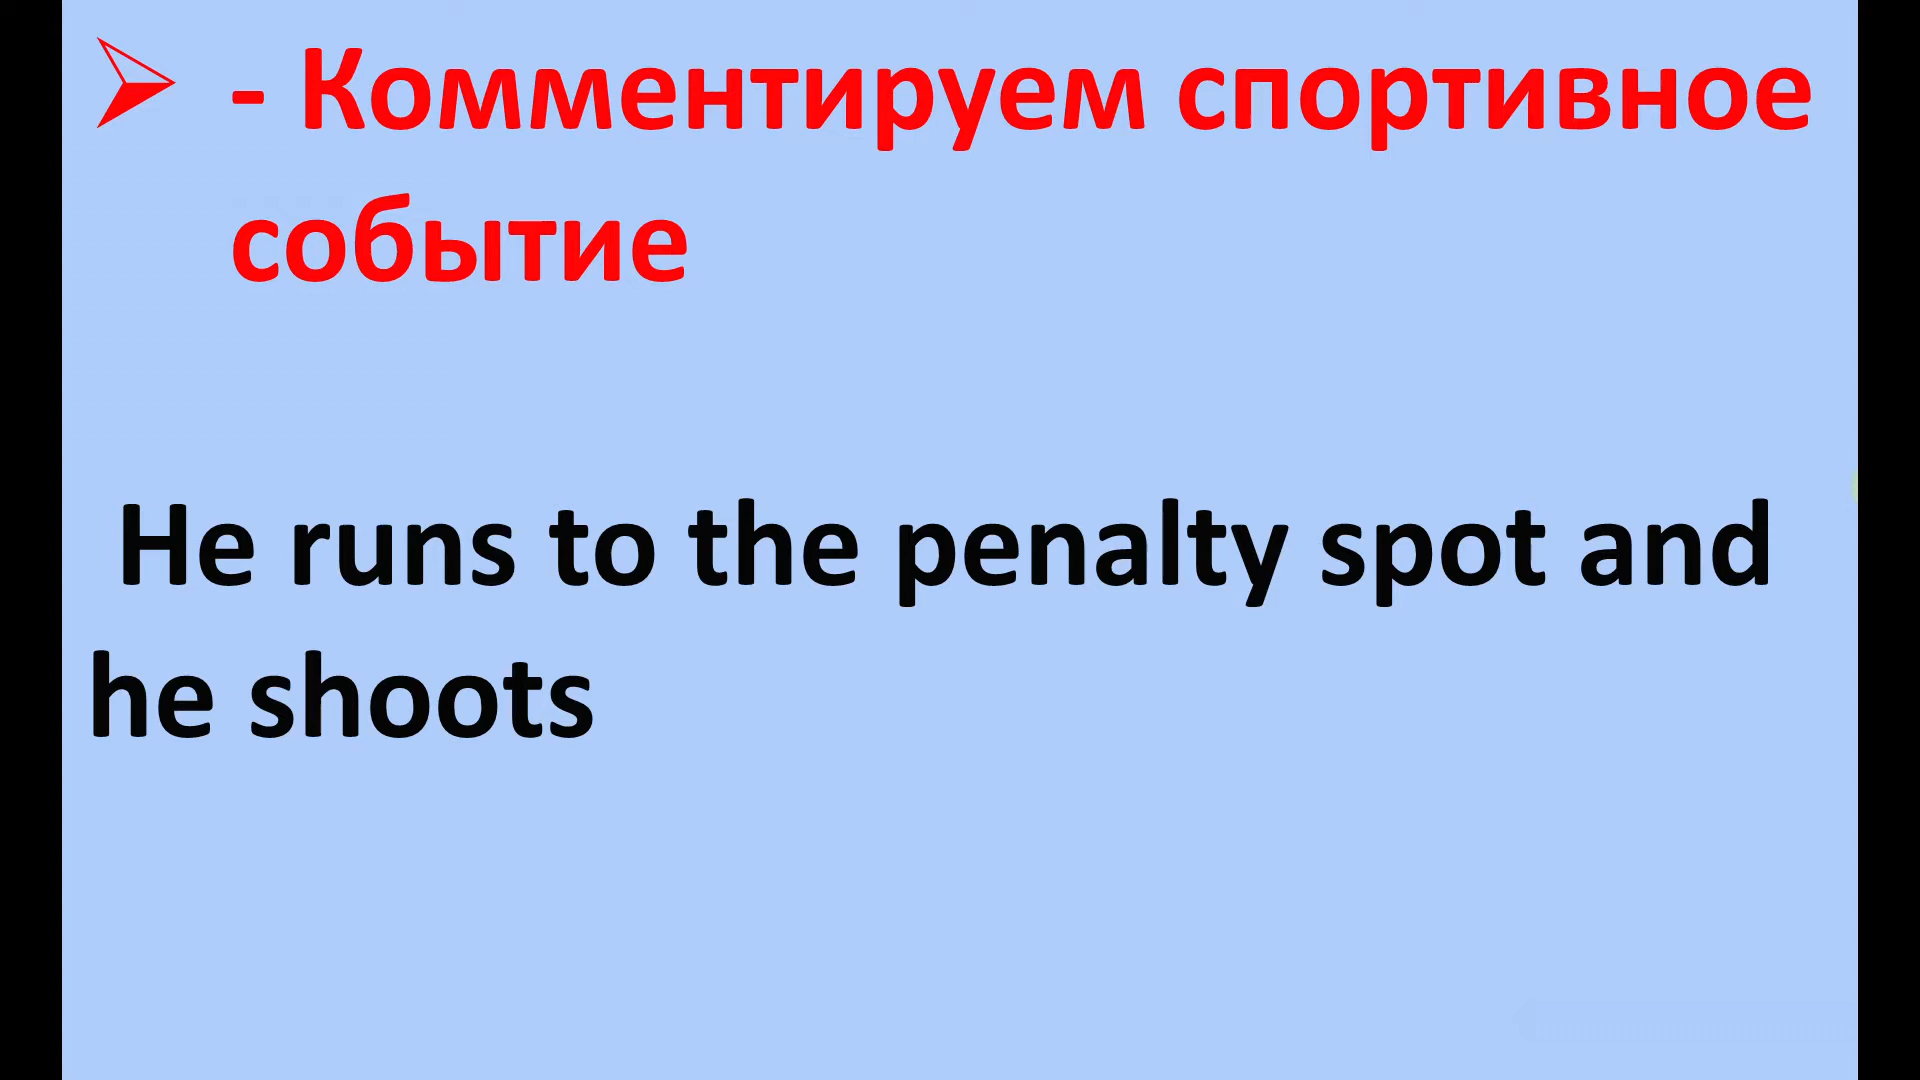 - Комментируем спортивное
событие
He runs to the penalty spot and
he shoots